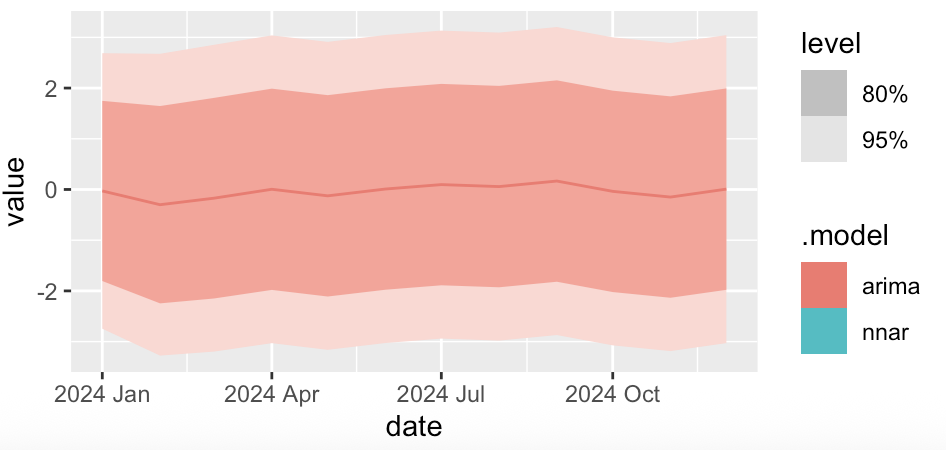 value
2
0
-2
2024 Jan
2024 Apr
2024 Jul
2024 Oct
date
level
80%
95%
.model
arima
nnar